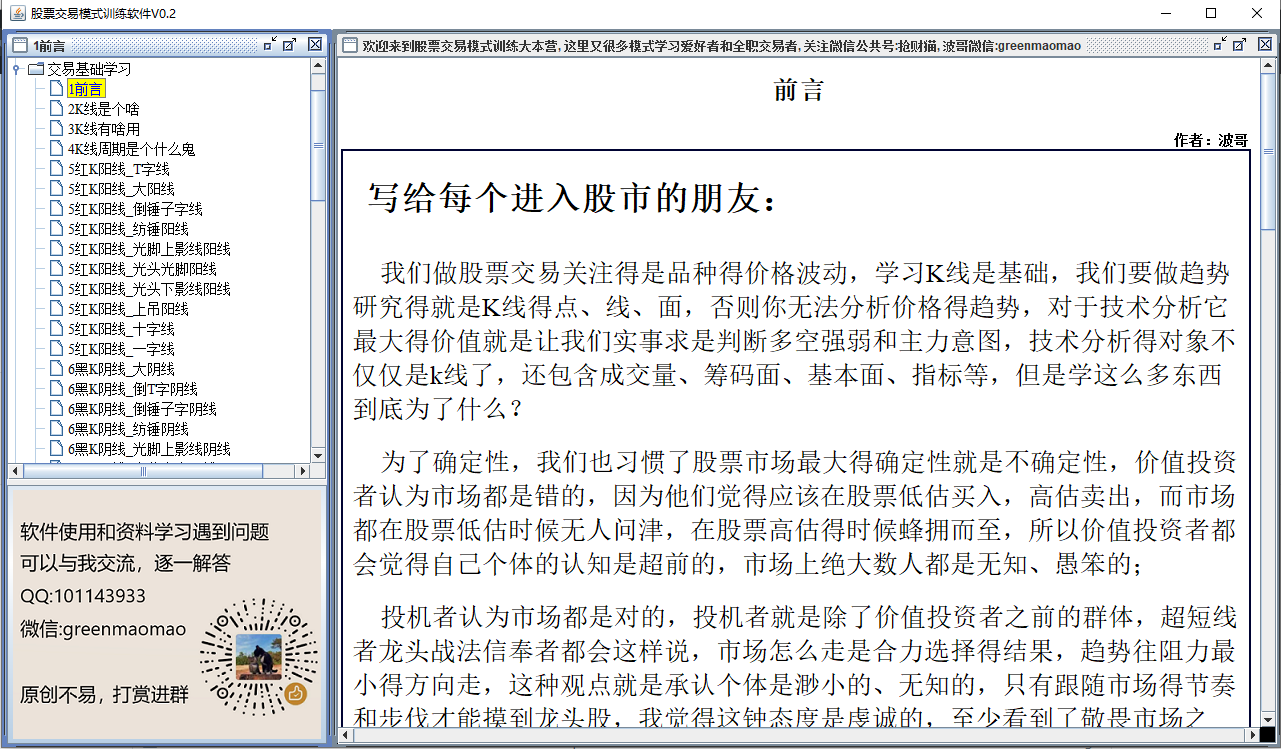 股票交易模式训练软件V0.2
1前言
交易基础学习
1前言
2K线是个啥
3K线有啥用
4K线周期是个什么鬼
5红K阳线_T字线
5红K阳线_大阳线
5红K阳线_倒锤子字线
5红K阳线_纺锤阳线
5红K阳线_光脚上影线阳线
5红K阳线_光头光脚阳线
5红K阳线_光头下影线阳线
5红K阳线_上吊阳线
5红K阳线_十字线
5红K阳线_一字线
6黑K阴线_大阴线
6黑K阴线_倒T字阴线
6黑K阴线_倒锤子字阴线
6黑K阴线_纺锤阴线
6黑K阴线_光脚上影线阴线
软件使用和资料学习遇到问题
可以与我交流，逐一解答
QQ:101143933
微信:greenmaomao
原创不易，打赏进群
欢迎来到股票交易模式训练大本营,这里又很多模式学习爱好者和全职交易者,关注微信公共号:抢财猫,波哥微信:greenmaomao
前言
作者：波哥
写给每个进入股市的朋友：
我们做股票交易关注得是品种得价格波动，学习K线是基础，我们要做趋势
研究得就是K线得点、线、面，否则你无法分析价格得趋势，对于技术分析它
最大得价值就是让我们实事求是判断多空强弱和主力意图，技术分析得对象不
仅仅是k线了，还包含成交量、筹码面、基本面、指标等，但是学这么多东西
到底为了什么？
为了确定性，我们也习惯了股票市场最大得确定性就是不确定性，价值投资
者认为市场都是错的，因为他们觉得应该在股票低估买入，高估卖出，而市场
都在股票低估时候无人问津，在股票高估得时候蜂拥而至，所以价值投资者都
会觉得自己个体的认知是超前的，市场上绝大数人都是无知、愚笨的；
投机者认为市场都是对的，投机者就是除了价值投资者之前的群体，超短线
者龙头战法信奉者都会这样说，市场怎么走是合力选择得结果，趋势往阻力最
小得方向走，这种观点就是承认个体是渺小的、无知的，只有跟随市场得节奏
和步伐才能摸到龙头股，我觉得这钟态度是虔诚的，至少看到了敬畏市场之